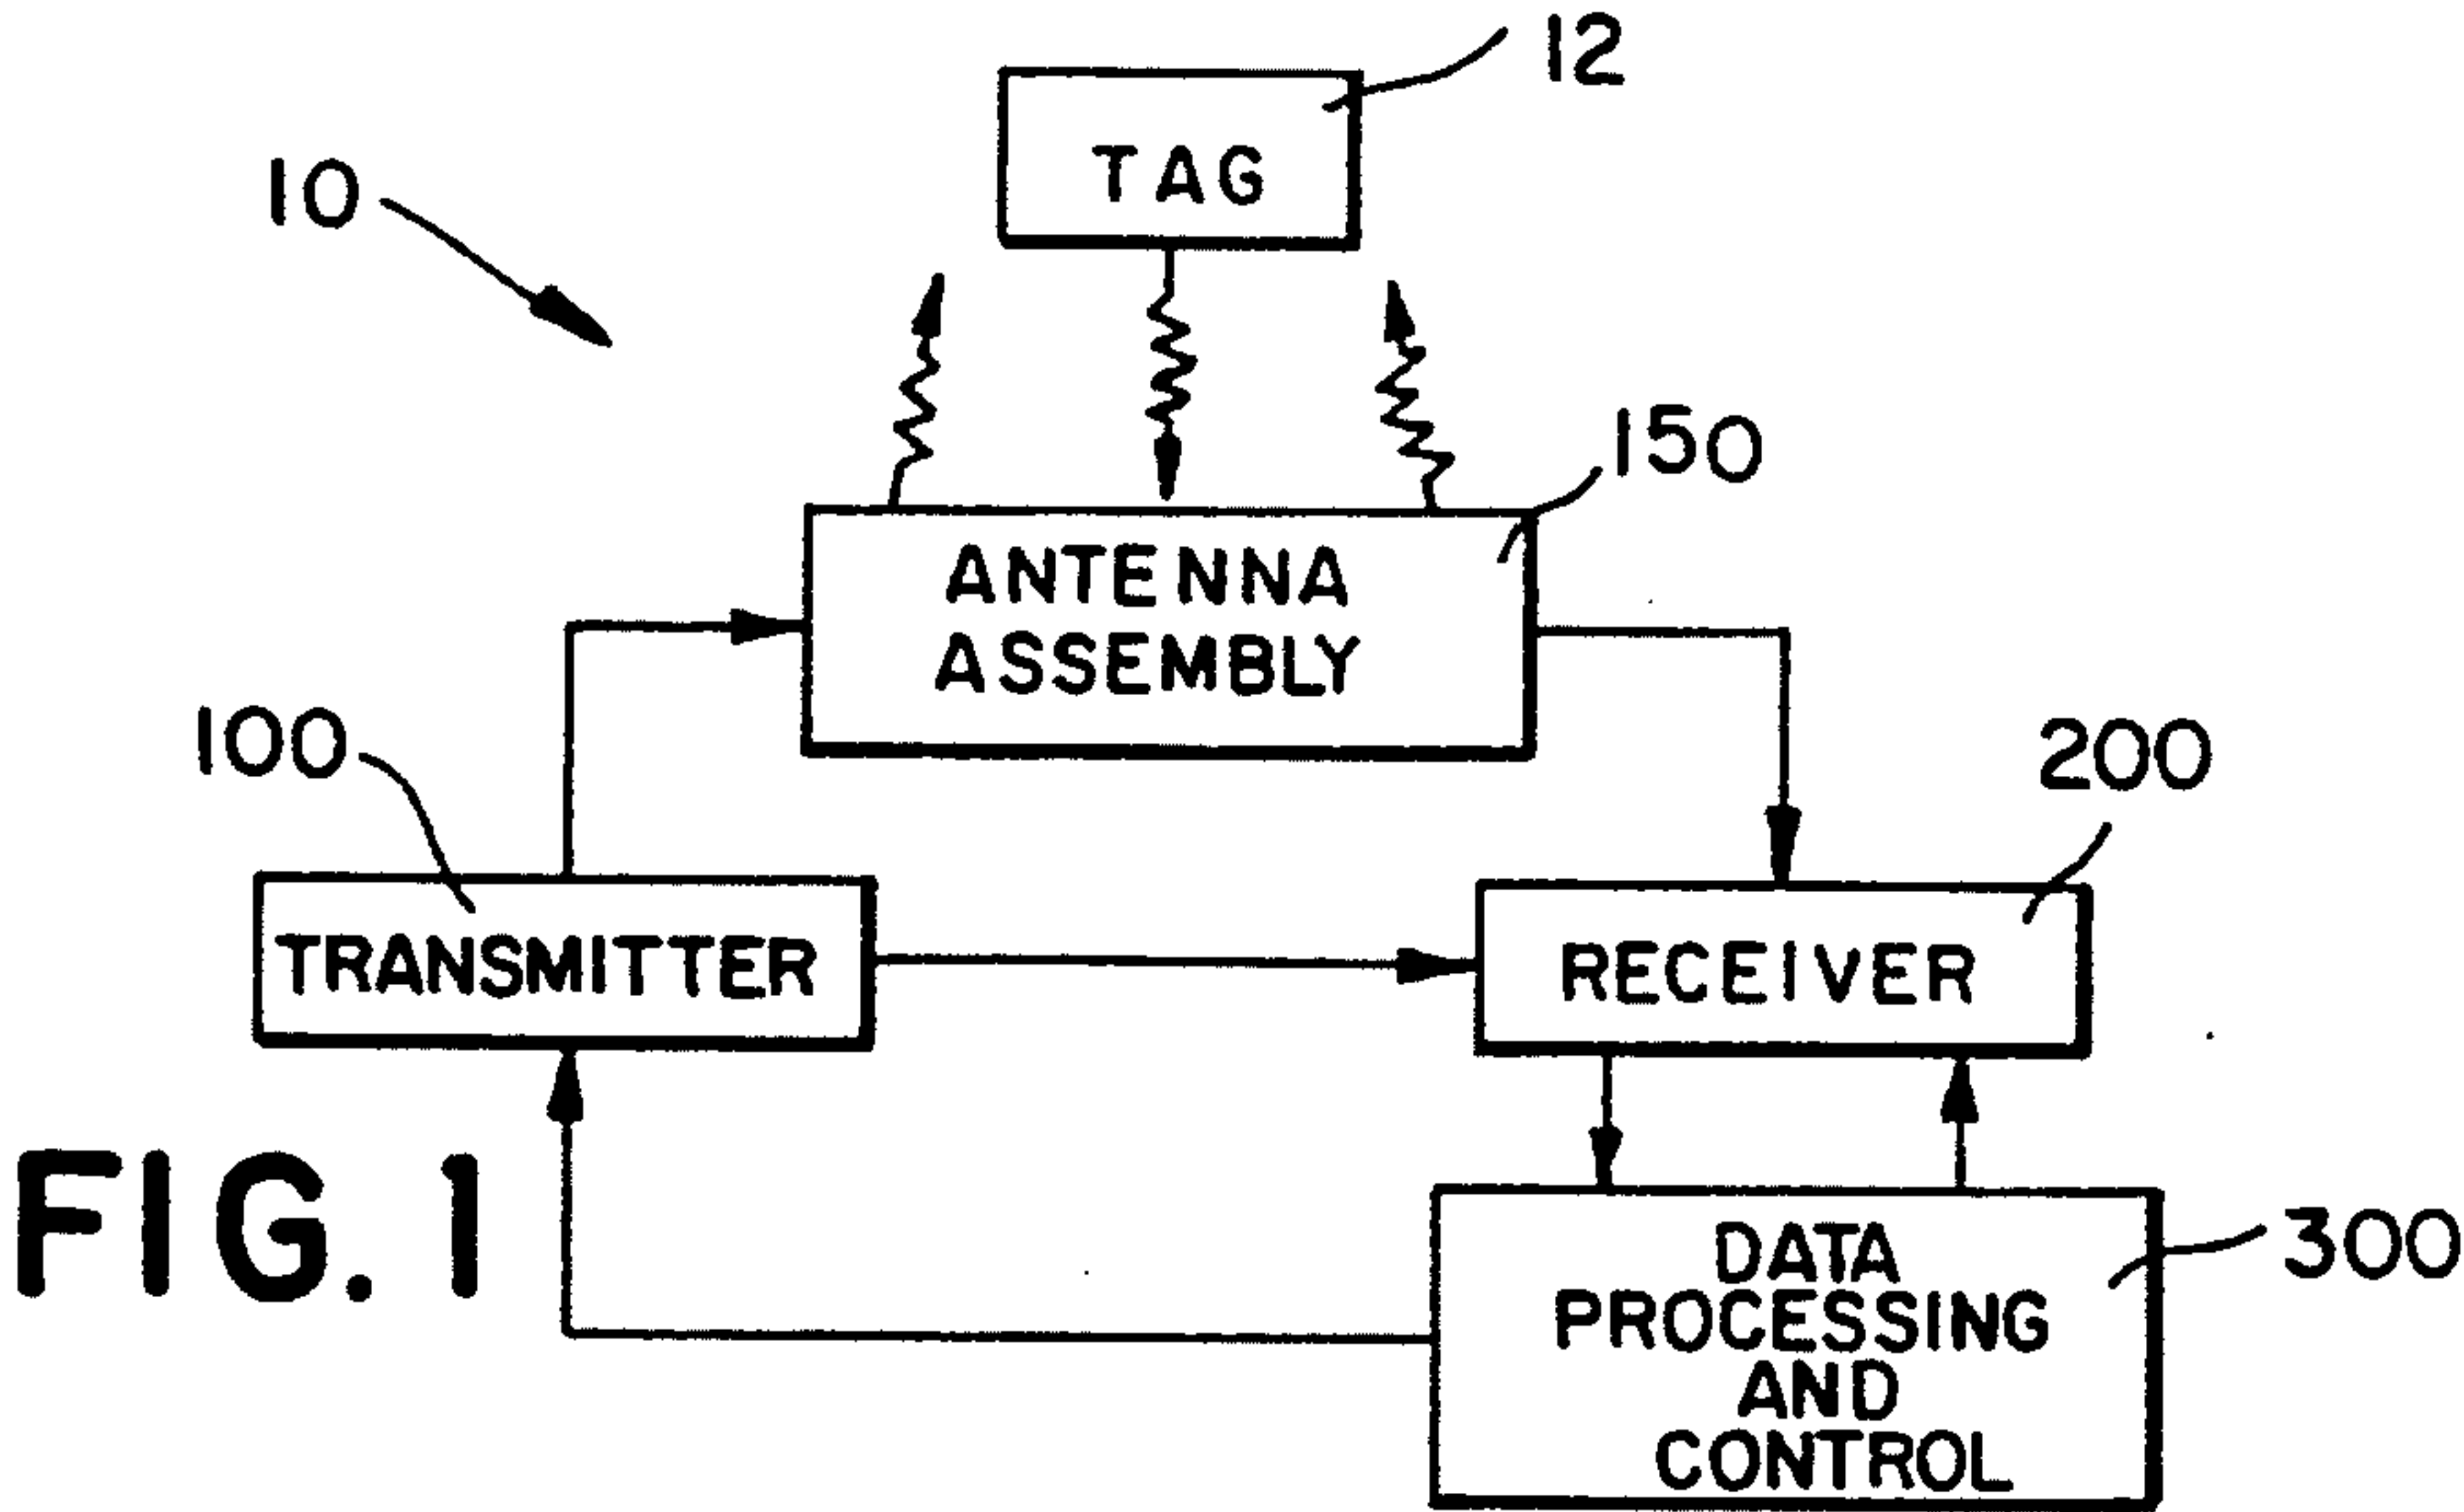 12
TAG
10
150
ANTENNA
ASSEMBLY
100
200
TRANSMITTER
RECEIVER
FIG. 1
300
DATA
PROCESSING
AND
CONTROL